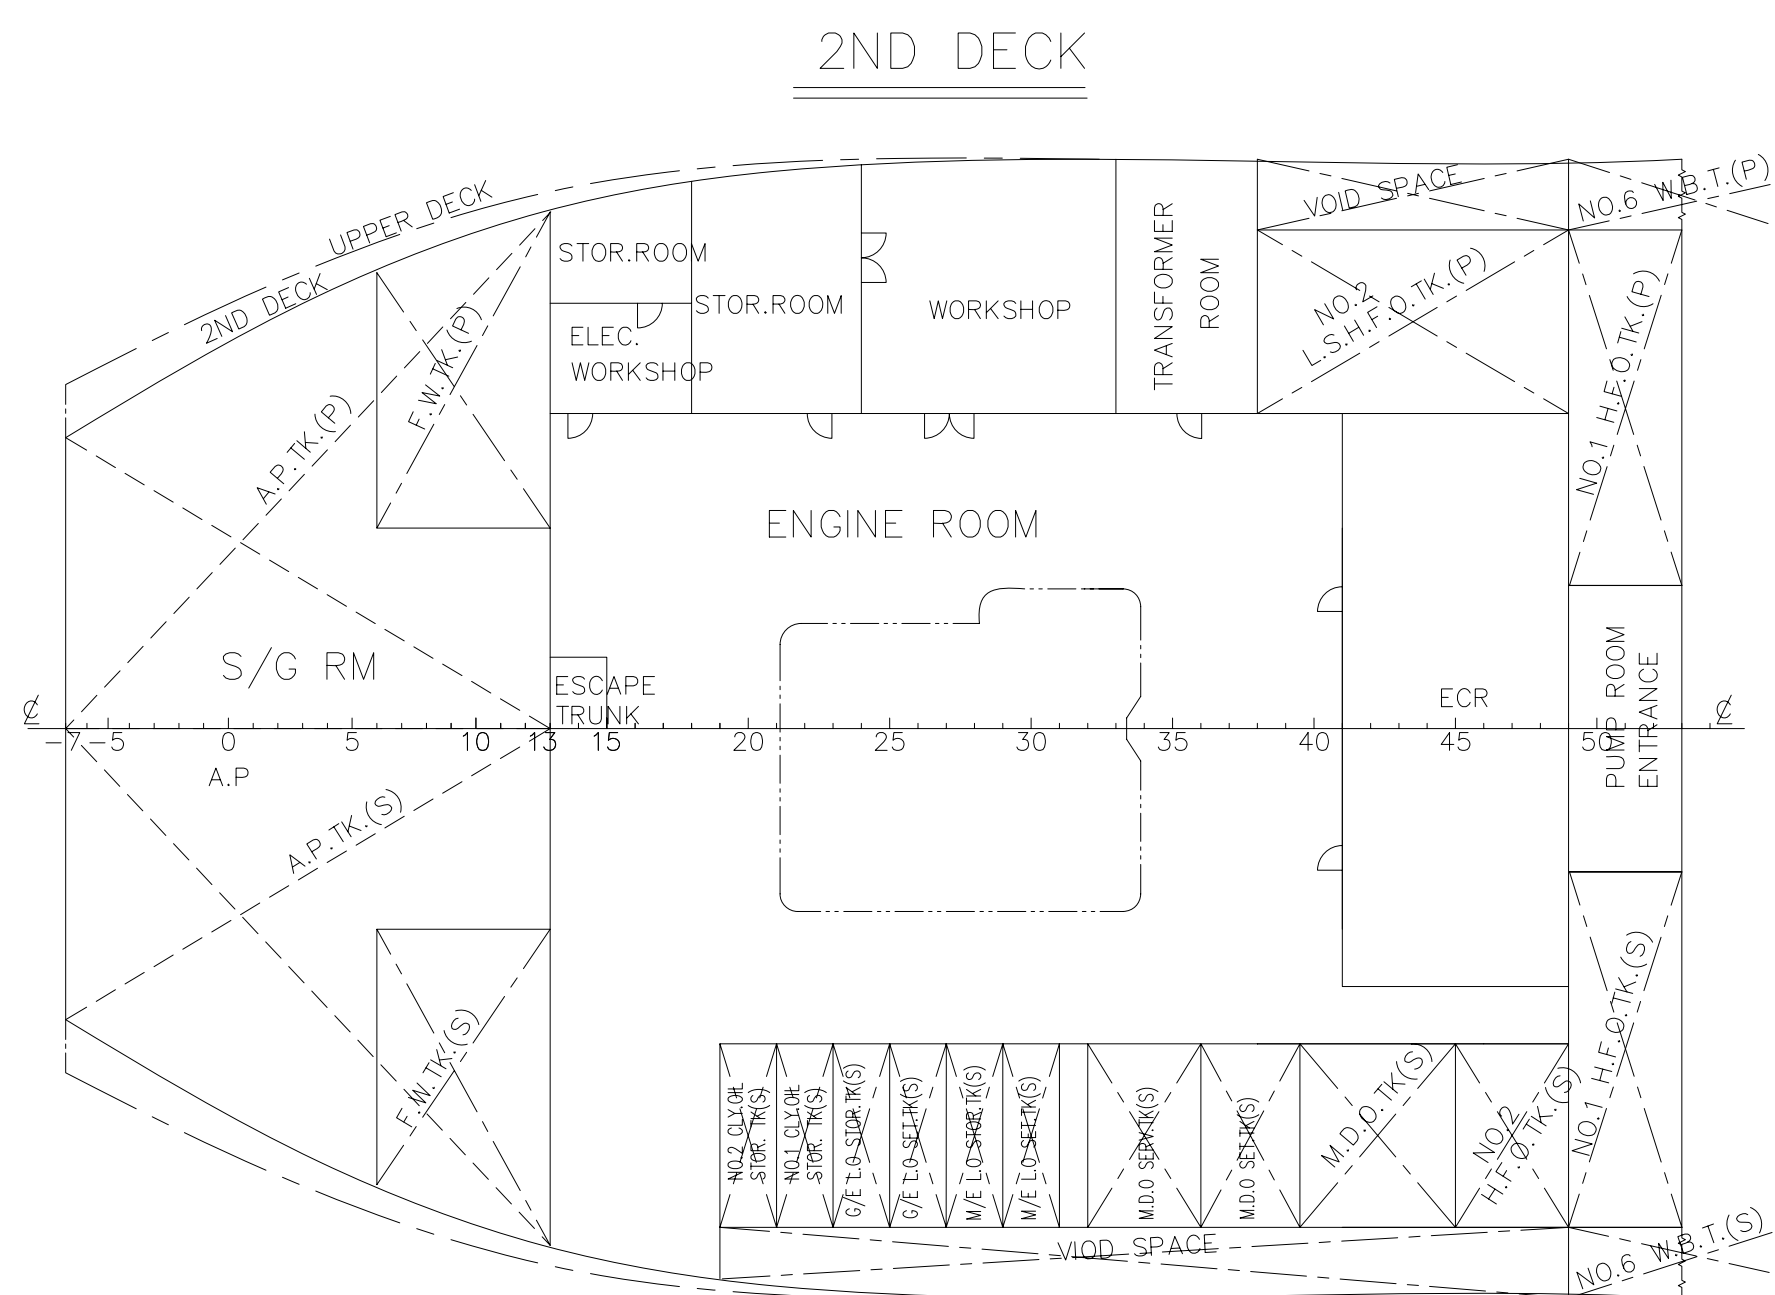 2ND DECK
UPPER DECK
2ND DECK
VOID SPACE
NO.6 W.B.T.(P)
STOR.ROOM
STOR.ROOM
ELEC.
WORKSHOP
WORKSHOP
TRANSFORMER
ROOM
NO.2
L.S.H.F.O.TK.(P)
NO.1 H.F.O.TK.(P)
F.W.TK.(P)
A.P.TK.(P)
ENGINE ROOM
S/G RM
ESCAPE
TRUNK
ECR
PUMP ROOM
ENTRANCE
℄
℄
-7 -5 0 5 10 13 15 20 25 30 35 40 45 50
A.P
A.P.TK.(S)
F.W.TK.(S)
NO.2 CLY.OIL
STOR. TK(S)
NO.1 CLY.OIL
STOR. TK(S)
G/E L.O STOR.TK(S)
G/E L.O SET.TK(S)
M/E L.O STOR.TK(S)
M/E L.O SET.TK(S)
M.D.O SERV.TK(S)
M.D.O SET.TK(S)
M.D.O.TK(S)
NO.2
H.F.O.TK.(S)
NO.1 H.F.O.TK.(S)
VIOD SPACE
NO.6 W.B.T.(S)